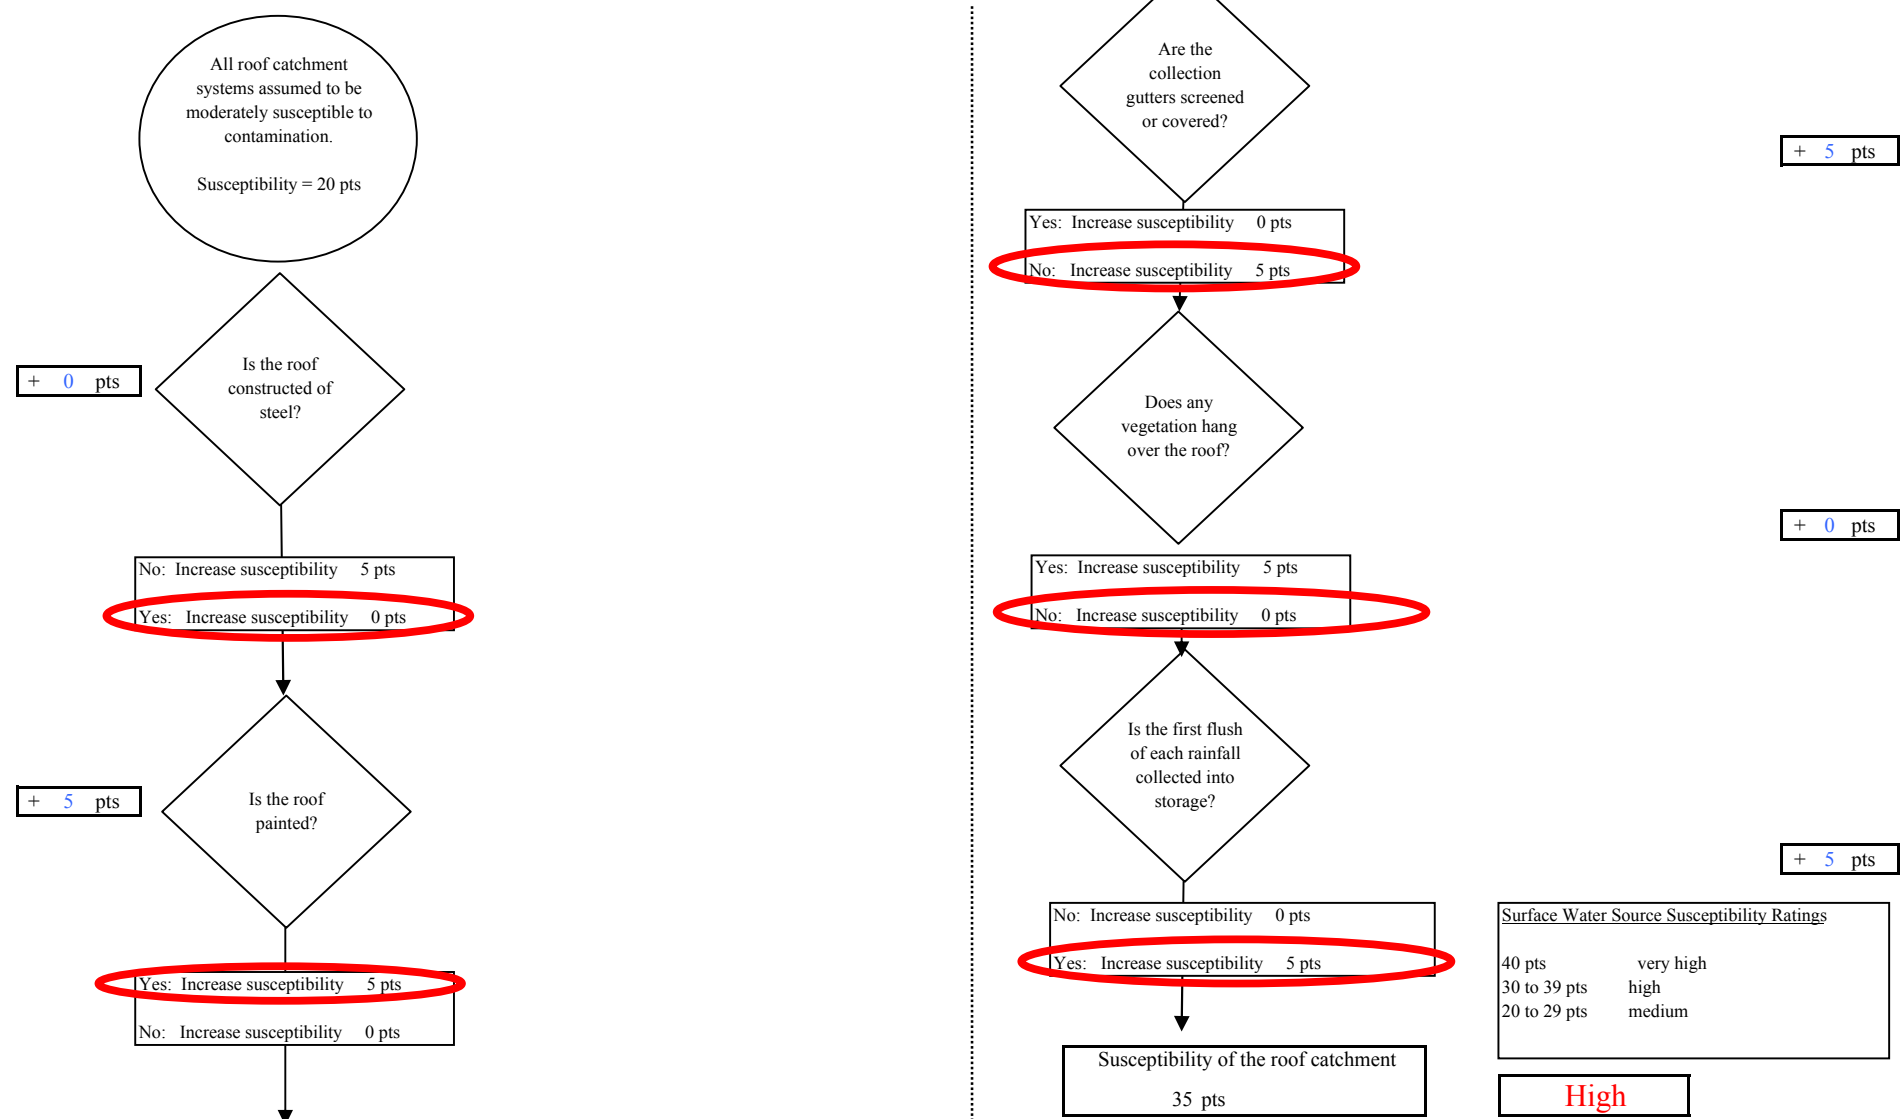 All roof catchment
systems assumed to be
moderately susceptible to
contamination.
Susceptibility = 20 pts
+ 0 pts
Is the roof
constructed of
steel?
No: Increase susceptibility 5 pts
Yes: Increase susceptibility 0 pts
+ 5 pts
Is the roof
painted?
Yes: Increase susceptibility 5 pts
No: Increase susceptibility 0 pts
Are the
collection
gutters screened
or covered?
+ 5 pts
Yes: Increase susceptibility 0 pts
No: Increase susceptibility 5 pts
Does any
vegetation hang
over the roof?
+ 0 pts
Yes: Increase susceptibility 5 pts
No: Increase susceptibility 0 pts
Is the first flush
of each rainfall
collected into
storage?
+ 5 pts
No: Increase susceptibility 0 pts
Yes: Increase susceptibility 5 pts
Susceptibility of the roof catchment
35 pts
Surface Water Source Susceptibility Ratings
40 pts very high
30 to 39 pts high
20 to 29 pts medium
High